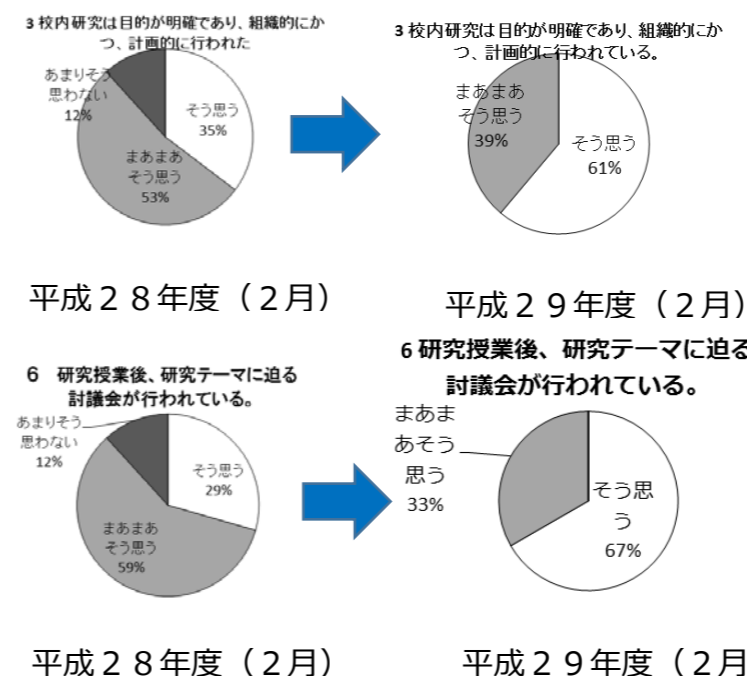 3 校内研究は目的が明確であり、組織的にか
つ、計画的に行われた
あまりそう
思わない
12%
そう思う
35%
まあまあ
そう思う
53%
3 校内研究は目的が明確であり、組織的にか
つ、計画的に行われている。
まあまあ
そう思う
39%
そう思う
61%
平成２８年度（２月）
平成２９年度（２月）
6 研究授業後、研究テーマに迫る
討議会が行われている。
あまりそう
思わない
12%
そう思う
29%
まあまあ
そう思う
59%
6 研究授業後、研究テーマに迫る
討議会が行われている。
まあま
あそう
思う
33%
そう思
う
67%
平成２８年度（２月）
平成２９年度（２月